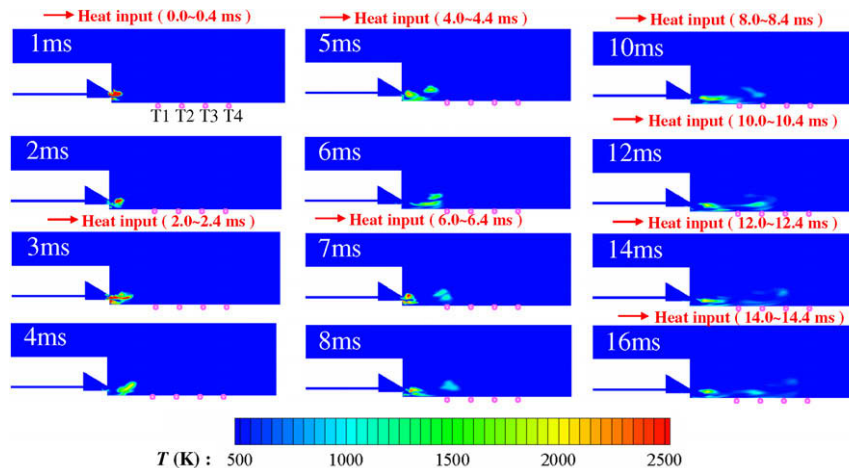 Heat input ( 0.0~0.4 ms )
1ms
T1 T2 T3 T4
2ms
Heat input ( 2.0~2.4 ms )
3ms
4ms
Heat input ( 4.0~4.4 ms )
5ms
6ms
Heat input ( 6.0~6.4 ms )
7ms
8ms
Heat input ( 8.0~8.4 ms )
10ms
Heat input ( 10.0~10.4 ms )
12ms
Heat input ( 12.0~12.4 ms )
14ms
Heat input ( 14.0~14.4 ms )
16ms
T (K) : 500 1000 1500 2000 2500